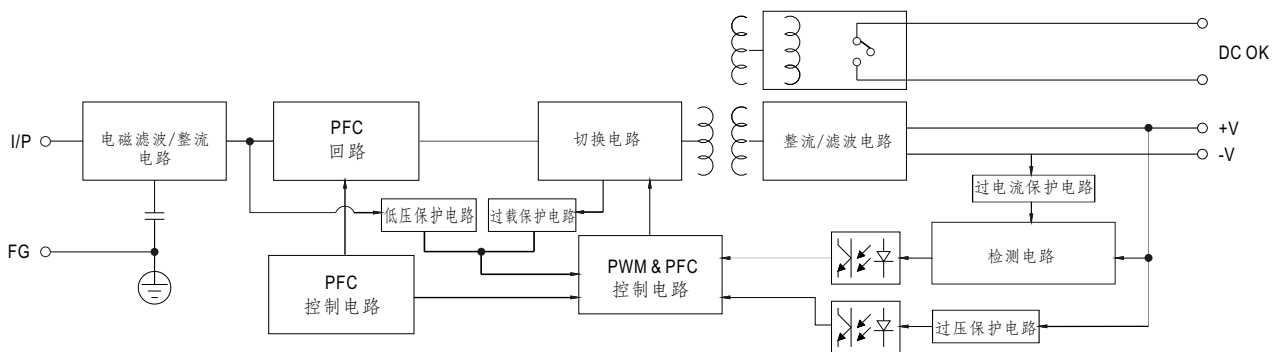 DC OK
I/P
电磁滤波/整流
电路
PFC
回路
切换电路
整流/滤波电路
+V
-V
过电流保护电路
低压保护电路
过载保护电路
FG
PFC
控制电路
PWM & PFC
控制电路
检测电路
过压保护电路